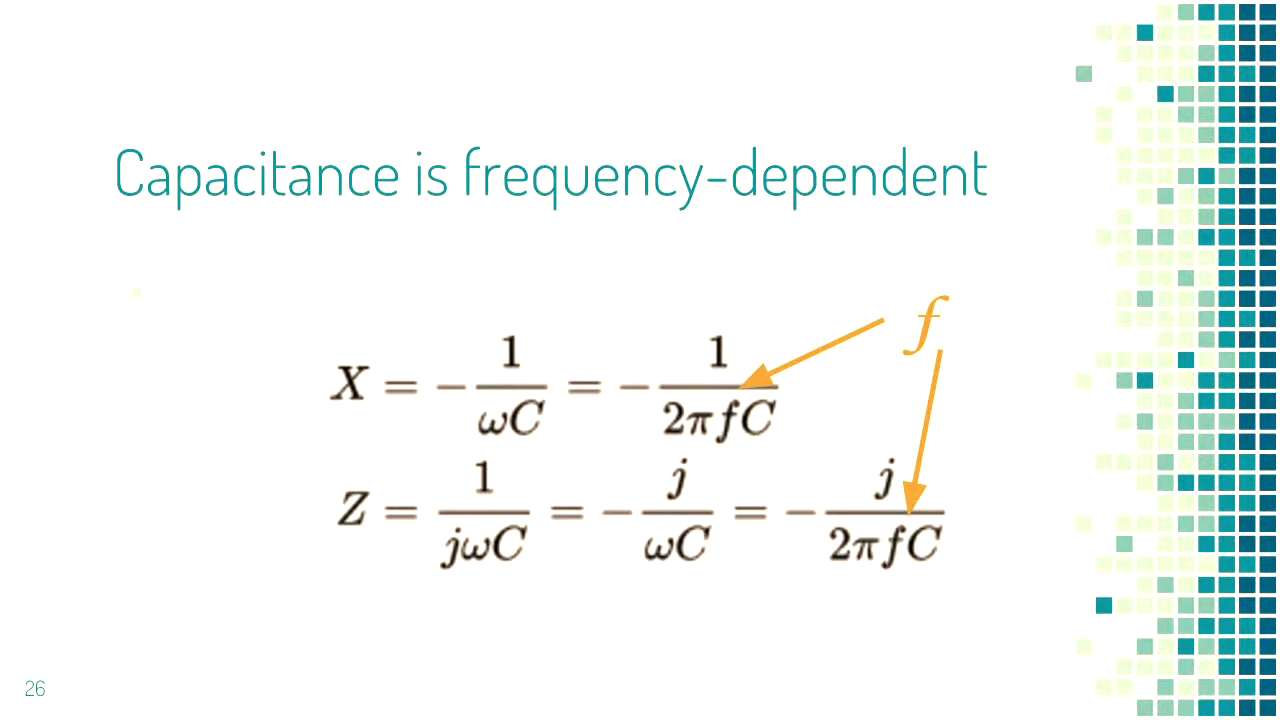 Capacitance is frequency-dependent
f
X = −1/ωC = −1/2πfC
Z = 1/jωC = −j/ωC = −j/2πfC
26